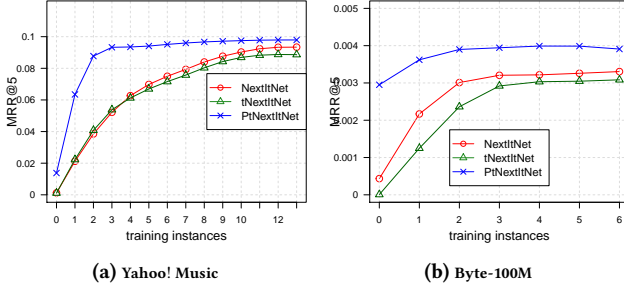 MRR@5
0.1
0.08
0.06
0.04
0.02
0
0 1 2 3 4 5 6 7 8 9 10 12
training instances
NextItNet
tNextItNet
PtNextItNet
(a) Yahoo! Music
MRR@5
0.005
0.004
0.003
0.002
0.001
0
0 1 2 3 4 5 6
training instances
NextItNet
tNextItNet
PtNextItNet
(b) Byte-100M